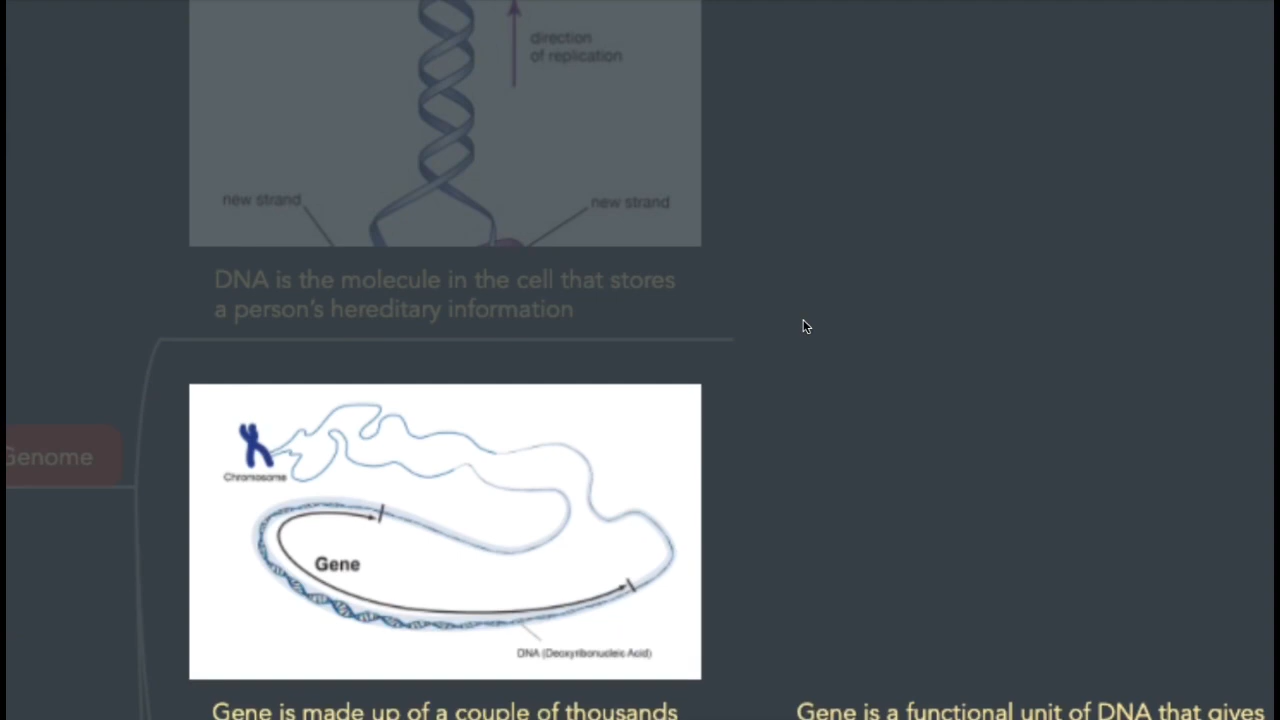 direction
of replication
new strand
new strand
DNA is the molecule in the cell that stores
a person's hereditary information
Genome
Chromosome
Gene
DNA (Deoxyribonucleic Acid)
Gene is made up of a couple of thousands
Gene is a functional unit of DNA that gives